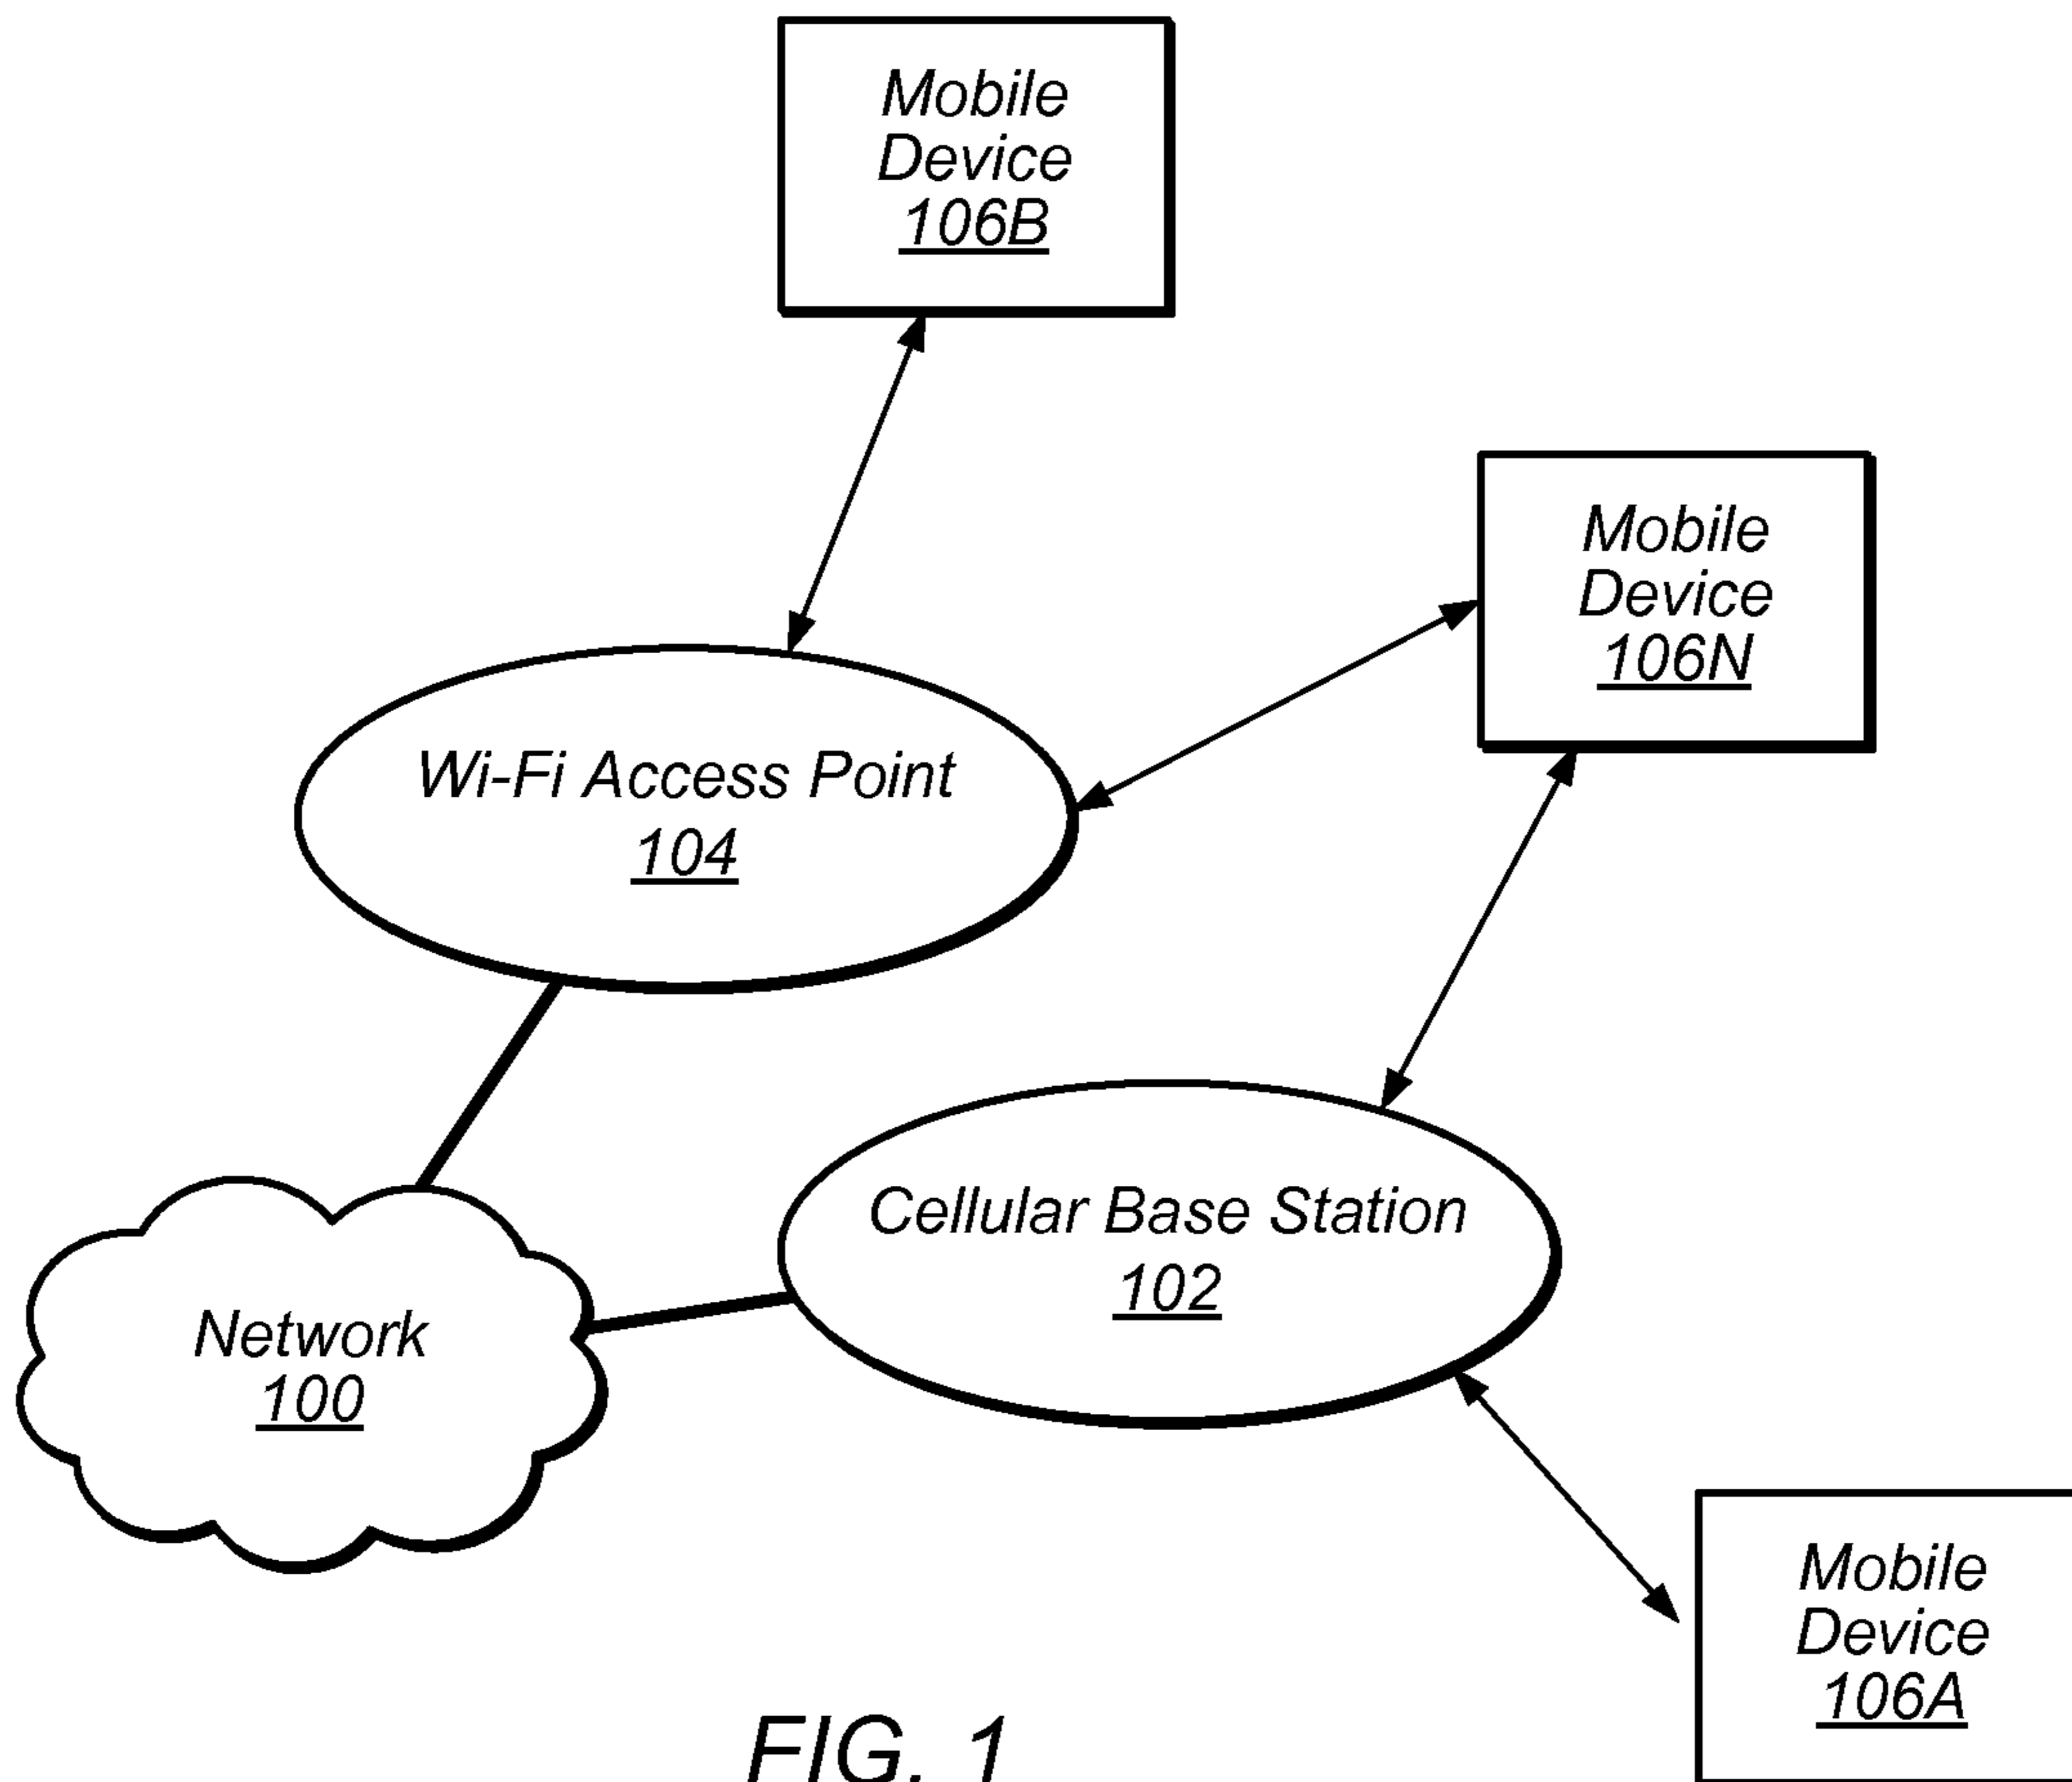 Mobile
Device
106B
Mobile
Device
106N
Wi-Fi Access Point
104
Cellular Base Station
102
Network
100
Mobile
Device
106A
FIG. 1